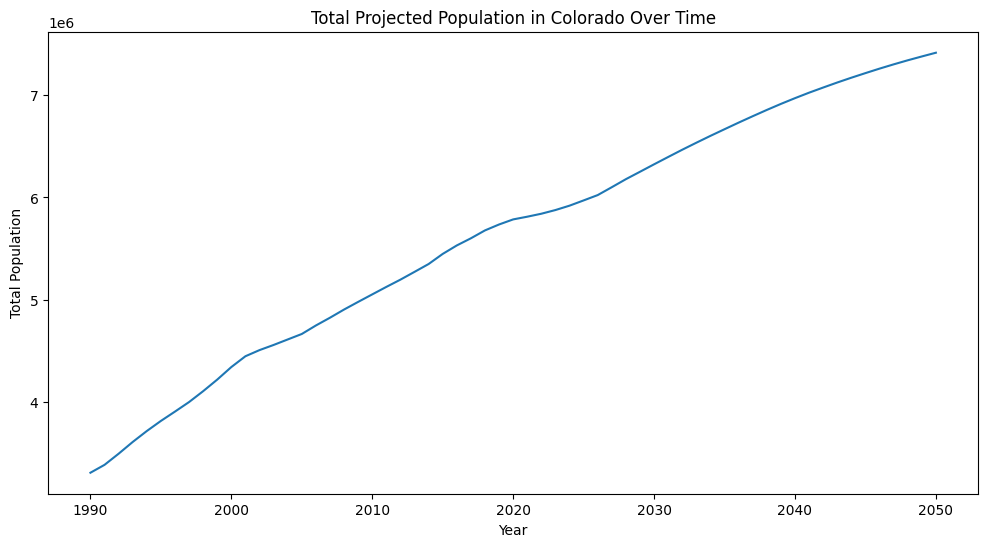 Total Projected Population in Colorado Over Time
1e6
7
6
5
4
Total Population
1990 2000 2010 2020 2030 2040 2050
Year